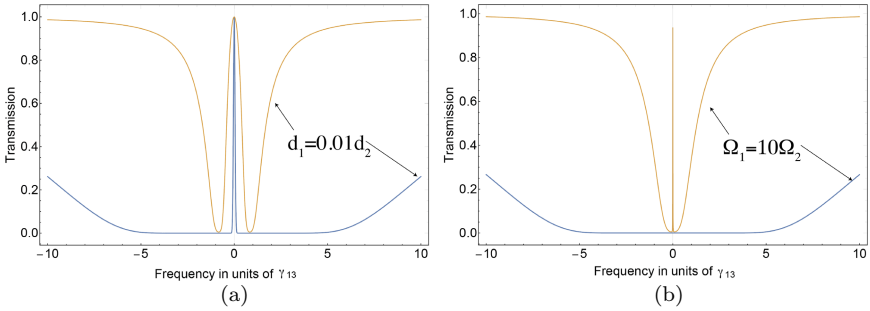 1.0
0.8
0.6
0.4
0.2
0.0
Transmission
d₁=0.01d₂
-10 -5 0 5 10
Frequency in units of γ₁₃
(a)
1.0
0.8
0.6
0.4
0.2
0.0
Transmission
Ω₁=10Ω₂
-10 -5 0 5 10
Frequency in units of γ₁₃
(b)